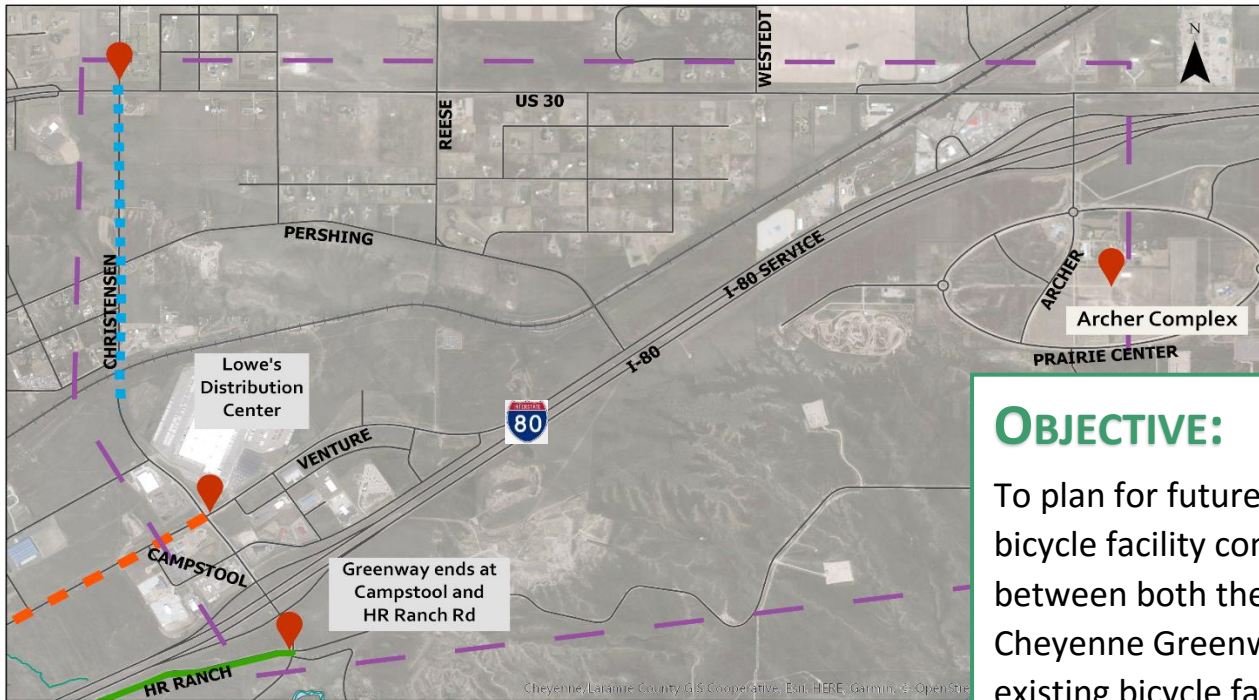 N
WESTEDT
US 30
REESE
PERSHING
CHRISTENSEN
I-80 SERVICE
I-80
ARCHER
Archer Complex
PRAIRIE CENTER
Lowe's
Distribution
Center
INTERSTATE
80
VENTURE
CAMPSTOOL
Greenway ends at
Campstool and
HR Ranch Rd
HR RANCH
Cheyenne/Laramie County GIS Cooperative, Esri, HERE, Garmin, © OpenStre
OBJECTIVE:
To plan for future
bicycle facility con
between both the
Cheyenne Greenw
existing bicycle fa